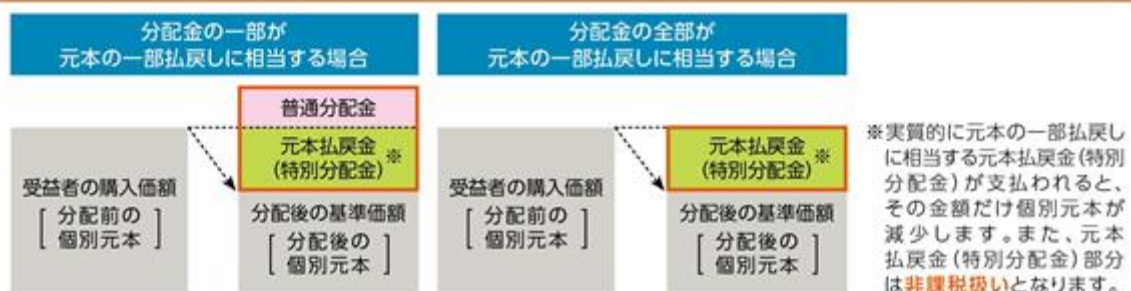 分配金の一部が
元本の一部払戻しに相当する場合
普通分配金
元本払戻金
(特別分配金)
※
受益者の購入価額
[ 分配前の
個別元本 ]
分配後の基準価額
[ 分配後の
個別元本 ]
分配金の全部が
元本の一部払戻しに相当する場合
元本払戻金
(特別分配金)
※
受益者の購入価額
[ 分配前の
個別元本 ]
分配後の基準価額
[ 分配後の
個別元本 ]
※実質的に元本の一部払戻し
に相当する元本払戻金(特別
分配金)が支払われると、
その金額だけ個別元本が
減少します。また、元本
払戻金(特別分配金)部分
は非課税扱いとなります。